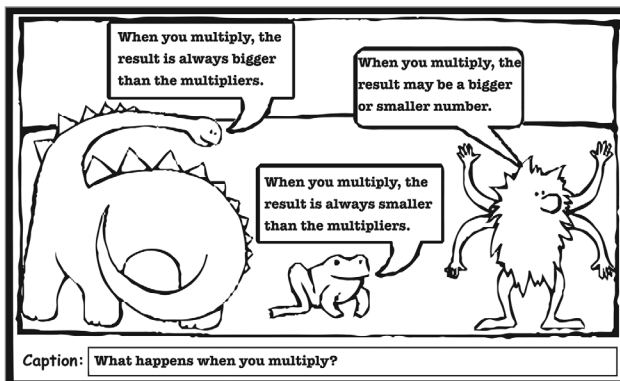 When you multiply, the
result is always bigger
than the multipliers.
When you multiply, the
result may be a bigger
or smaller number.
When you multiply, the
result is always smaller
than the multipliers.
Caption: What happens when you multiply?